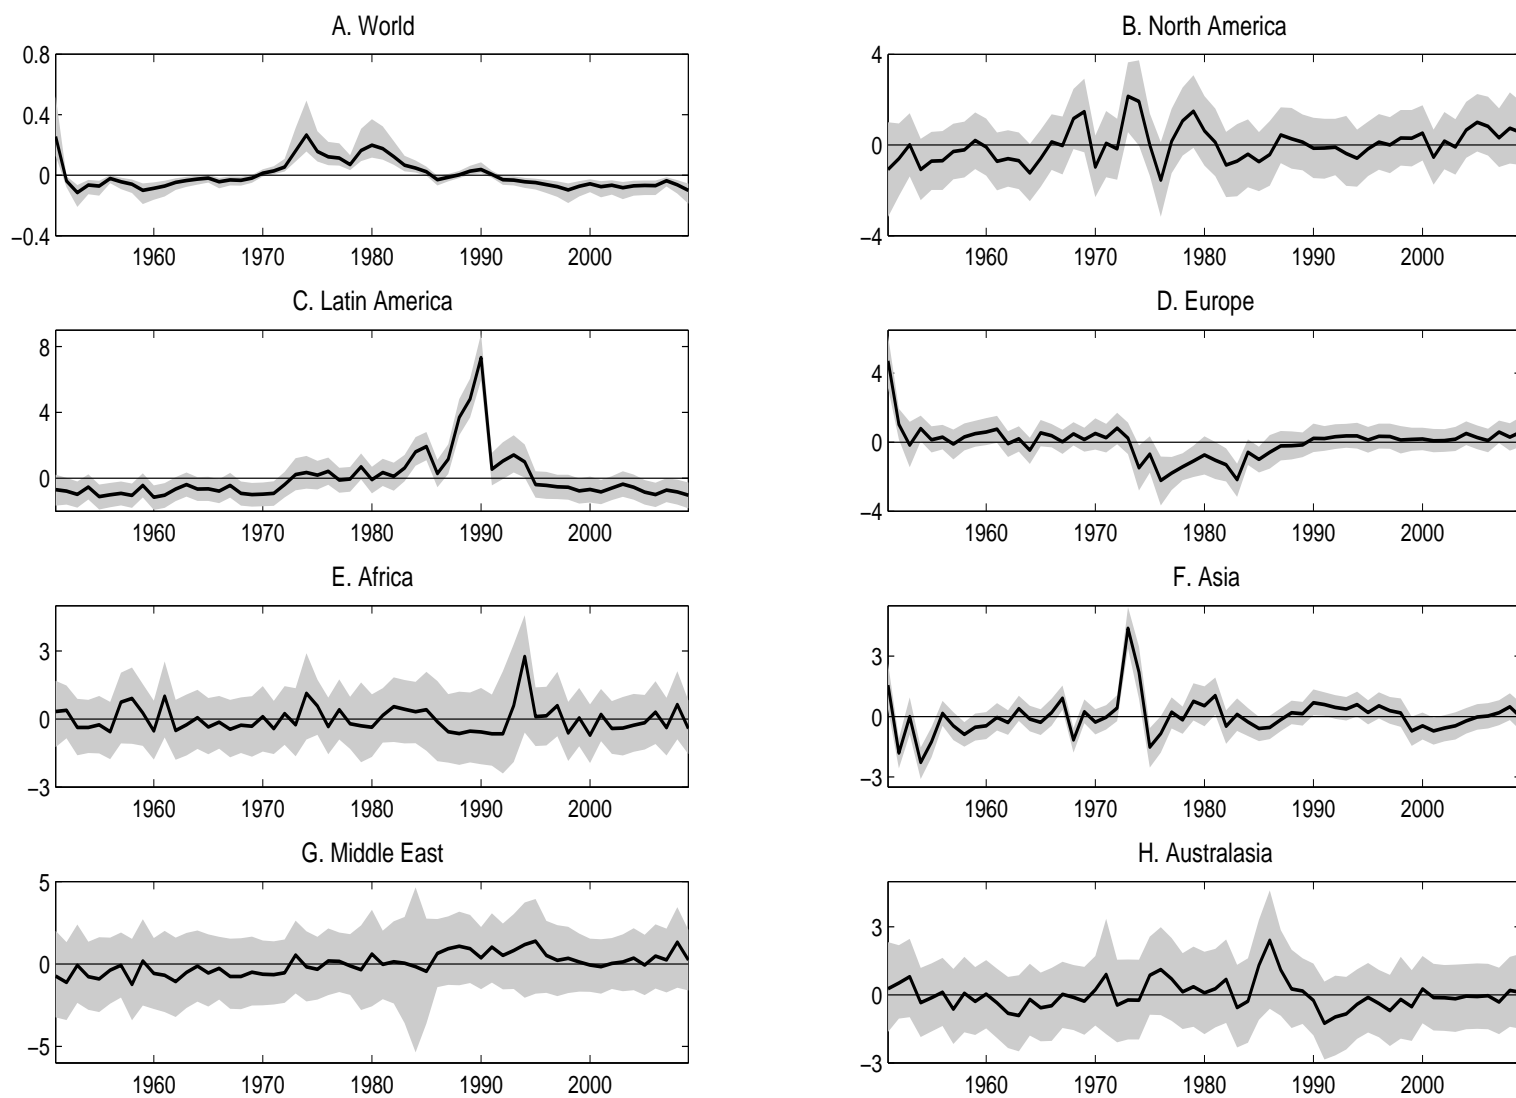 A. World
0.8
0.4
0
−0.4
1960 1970 1980 1990 2000
B. North America
4
0
−4
1960 1970 1980 1990 2000
C. Latin America
8
4
0
1960 1970 1980 1990 2000
D. Europe
4
0
−4
1960 1970 1980 1990 2000
E. Africa
3
0
−3
1960 1970 1980 1990 2000
F. Asia
3
0
−3
1960 1970 1980 1990 2000
G. Middle East
5
0
−5
1960 1970 1980 1990 2000
H. Australasia
3
0
−3
1960 1970 1980 1990 2000